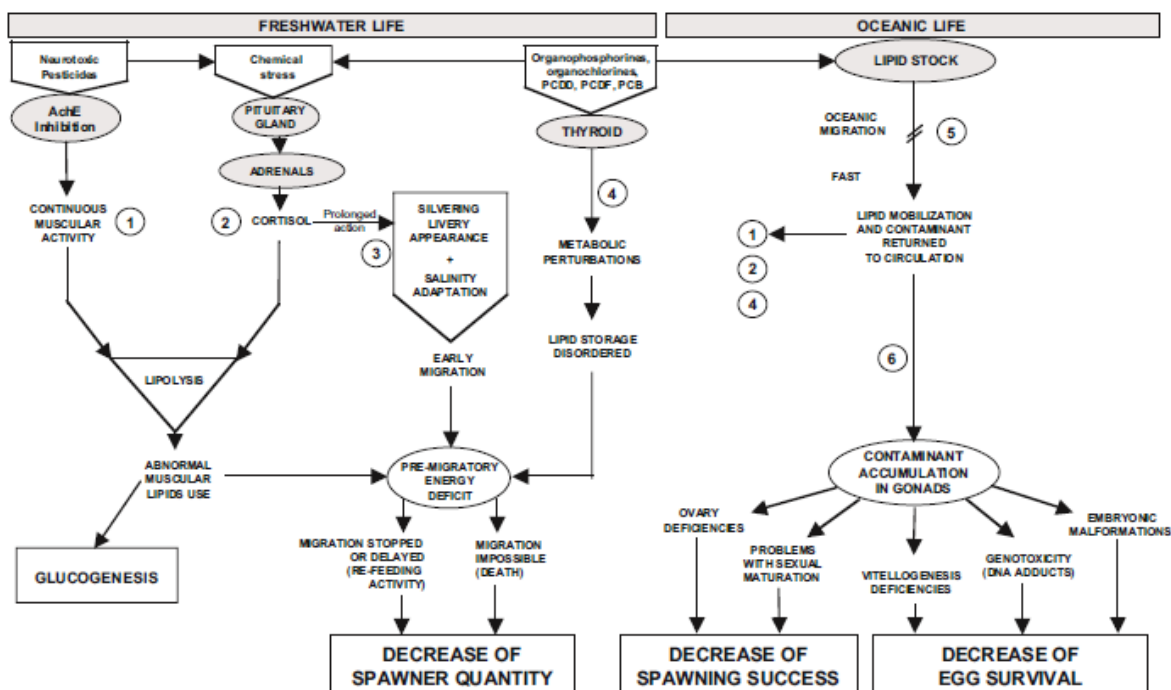 FRESHWATER LIFE
OCEANIC LIFE
Neurotoxic
Pesticides
Chemical
stress
Organophosphorines,
organochlorines,
PCDD, PCDF, PCB
LIPID STOCK
AchE
Inhibition
PITUITARY
GLAND
THYROID
ADRENALS
OCEANIC
MIGRATION
5
FAST
CONTINUOUS
MUSCULAR
ACTIVITY
1
2
CORTISOL
Prolonged
action
3
SILVERING
LIVERY
APPEARANCE
+
SALINITY
ADAPTATION
4
METABOLIC
PERTURBATIONS
LIPID STORAGE
DISORDERED
LIPID MOBILIZATION
AND CONTAMINANT
RETURNED
TO CIRCULATION
1
2
4
6
LIPOLYSIS
EARLY
MIGRATION
ABNORMAL
MUSCULAR
LIPIDS USE
PRE-MIGRATORY
ENERGY
DEFICIT
CONTAMINANT
ACCUMULATION
IN GONADS
GLUCOGENESIS
MIGRATION STOPPED
OR DELAYED
(RE-FEEDING
ACTIVITY)
MIGRATION
IMPOSSIBLE
(DEATH)
OVARY
DEFICIENCIES
PROBLEMS
WITH SEXUAL
MATURATION
VITELLOGENESIS
DEFICIENCIES
GENOTOXICITY
(DNA ADDUCTS)
EMBRYONIC
MALFORMATIONS
DECREASE OF
SPAWNER QUANTITY
DECREASE OF
SPAWNING SUCCESS
DECREASE OF
EGG SURVIVAL